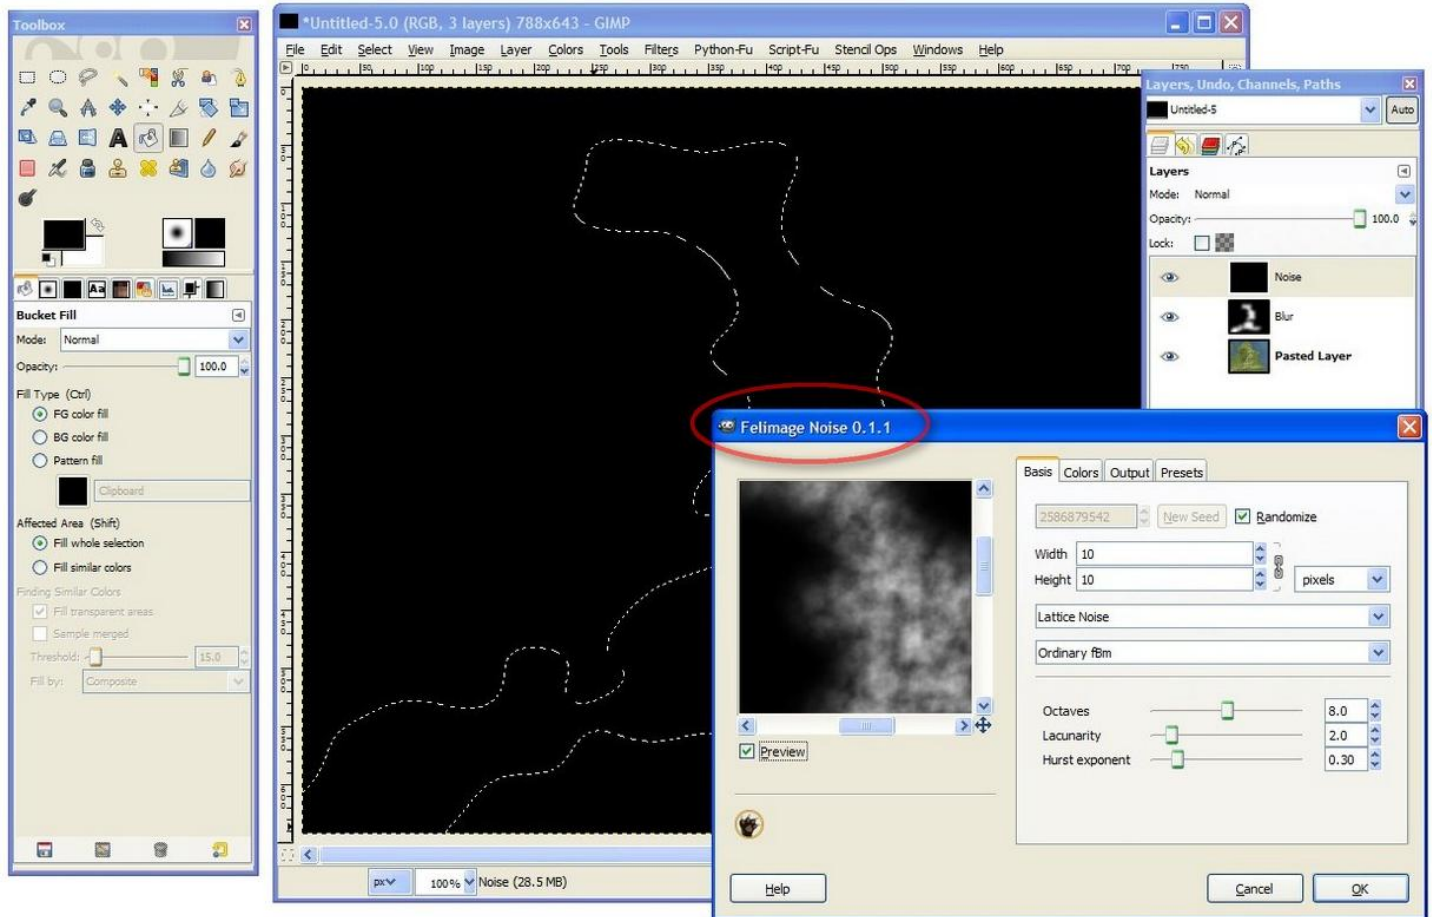 Toolbox
Bucket Fill
Mode: Normal
Opacity: 100.0
Fill Type (Ctrl)
FG color fill
BG color fill
Pattern fill
Clipboard
Affected Area (Shift)
Fill whole selection
Fill similar colors
Finding Similar Colors
Fill transparent areas
Sample merged
Threshold: 15.0
Fill by: Composite
*Untitled-5.0 (RGB, 3 layers) 788x643 - GIMP
File Edit Select View Image Layer Colors Tools Filters Python-Fu Script-Fu Stencil Ops Windows Help
px 100% Noise (28.5 MB)
Layers, Undo, Channels, Paths
Untitled-5 Auto
Layers
Mode: Normal
Opacity: 100.0
Lock:
Noise
Blur
Pasted Layer
Felimage Noise 0.1.1
Preview
Basis Colors Output Presets
2586879542 New Seed Randomize
Width 10
Height 10 pixels
Lattice Noise
Ordinary fBm
Octaves 8.0
Lacunarity 2.0
Hurst exponent 0.30
Help Cancel OK